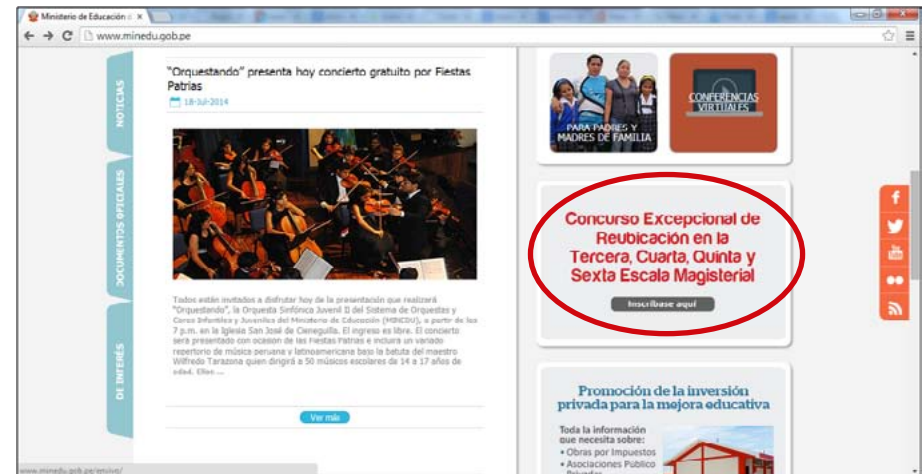 Ministerio de Educación
www.minedu.gob.pe
NOTICIAS
DOCUMENTOS OFICIALES
DE INTERÉS
"Orquestando" presenta hoy concierto gratuito por Fiestas
Patrias
18-Jul-2014
Todos están invitados a disfrutar hoy de la presentación que realizará
"Orquestando", la Orquesta Sinfónica Juvenil II del Sistema de Orquestas y
Coros Infantiles y Juveniles del Ministerio de Educación (MINEDU), a partir de las
7 p.m. en la Iglesia San José de Cieneguilla. El ingreso es libre. El concierto
será presentado con ocasión de las Fiestas Patrias e incluirá un variado
repertorio de música peruana y latinoamericana bajo la batuta del maestro
Wilfredo Tarazona quien dirigirá a 50 músicos escolares de 14 a 17 años de
edad. Ellos ...
Ver más
PARA PADRES Y
MADRES DE FAMILIA
CONFERENCIAS
VIRTUALES
Concurso Excepcional de
Reubicación en la
Tercera, Cuarta, Quinta y
Sexta Escala Magisterial
Inscríbase aquí
Promoción de la inversión
privada para la mejora educativa
Toda la información
que necesita sobre:
• Obras por Impuestos
• Asociaciones Público
Privadas
f
You
Tube
www.minedu.gob.pe/envivo/